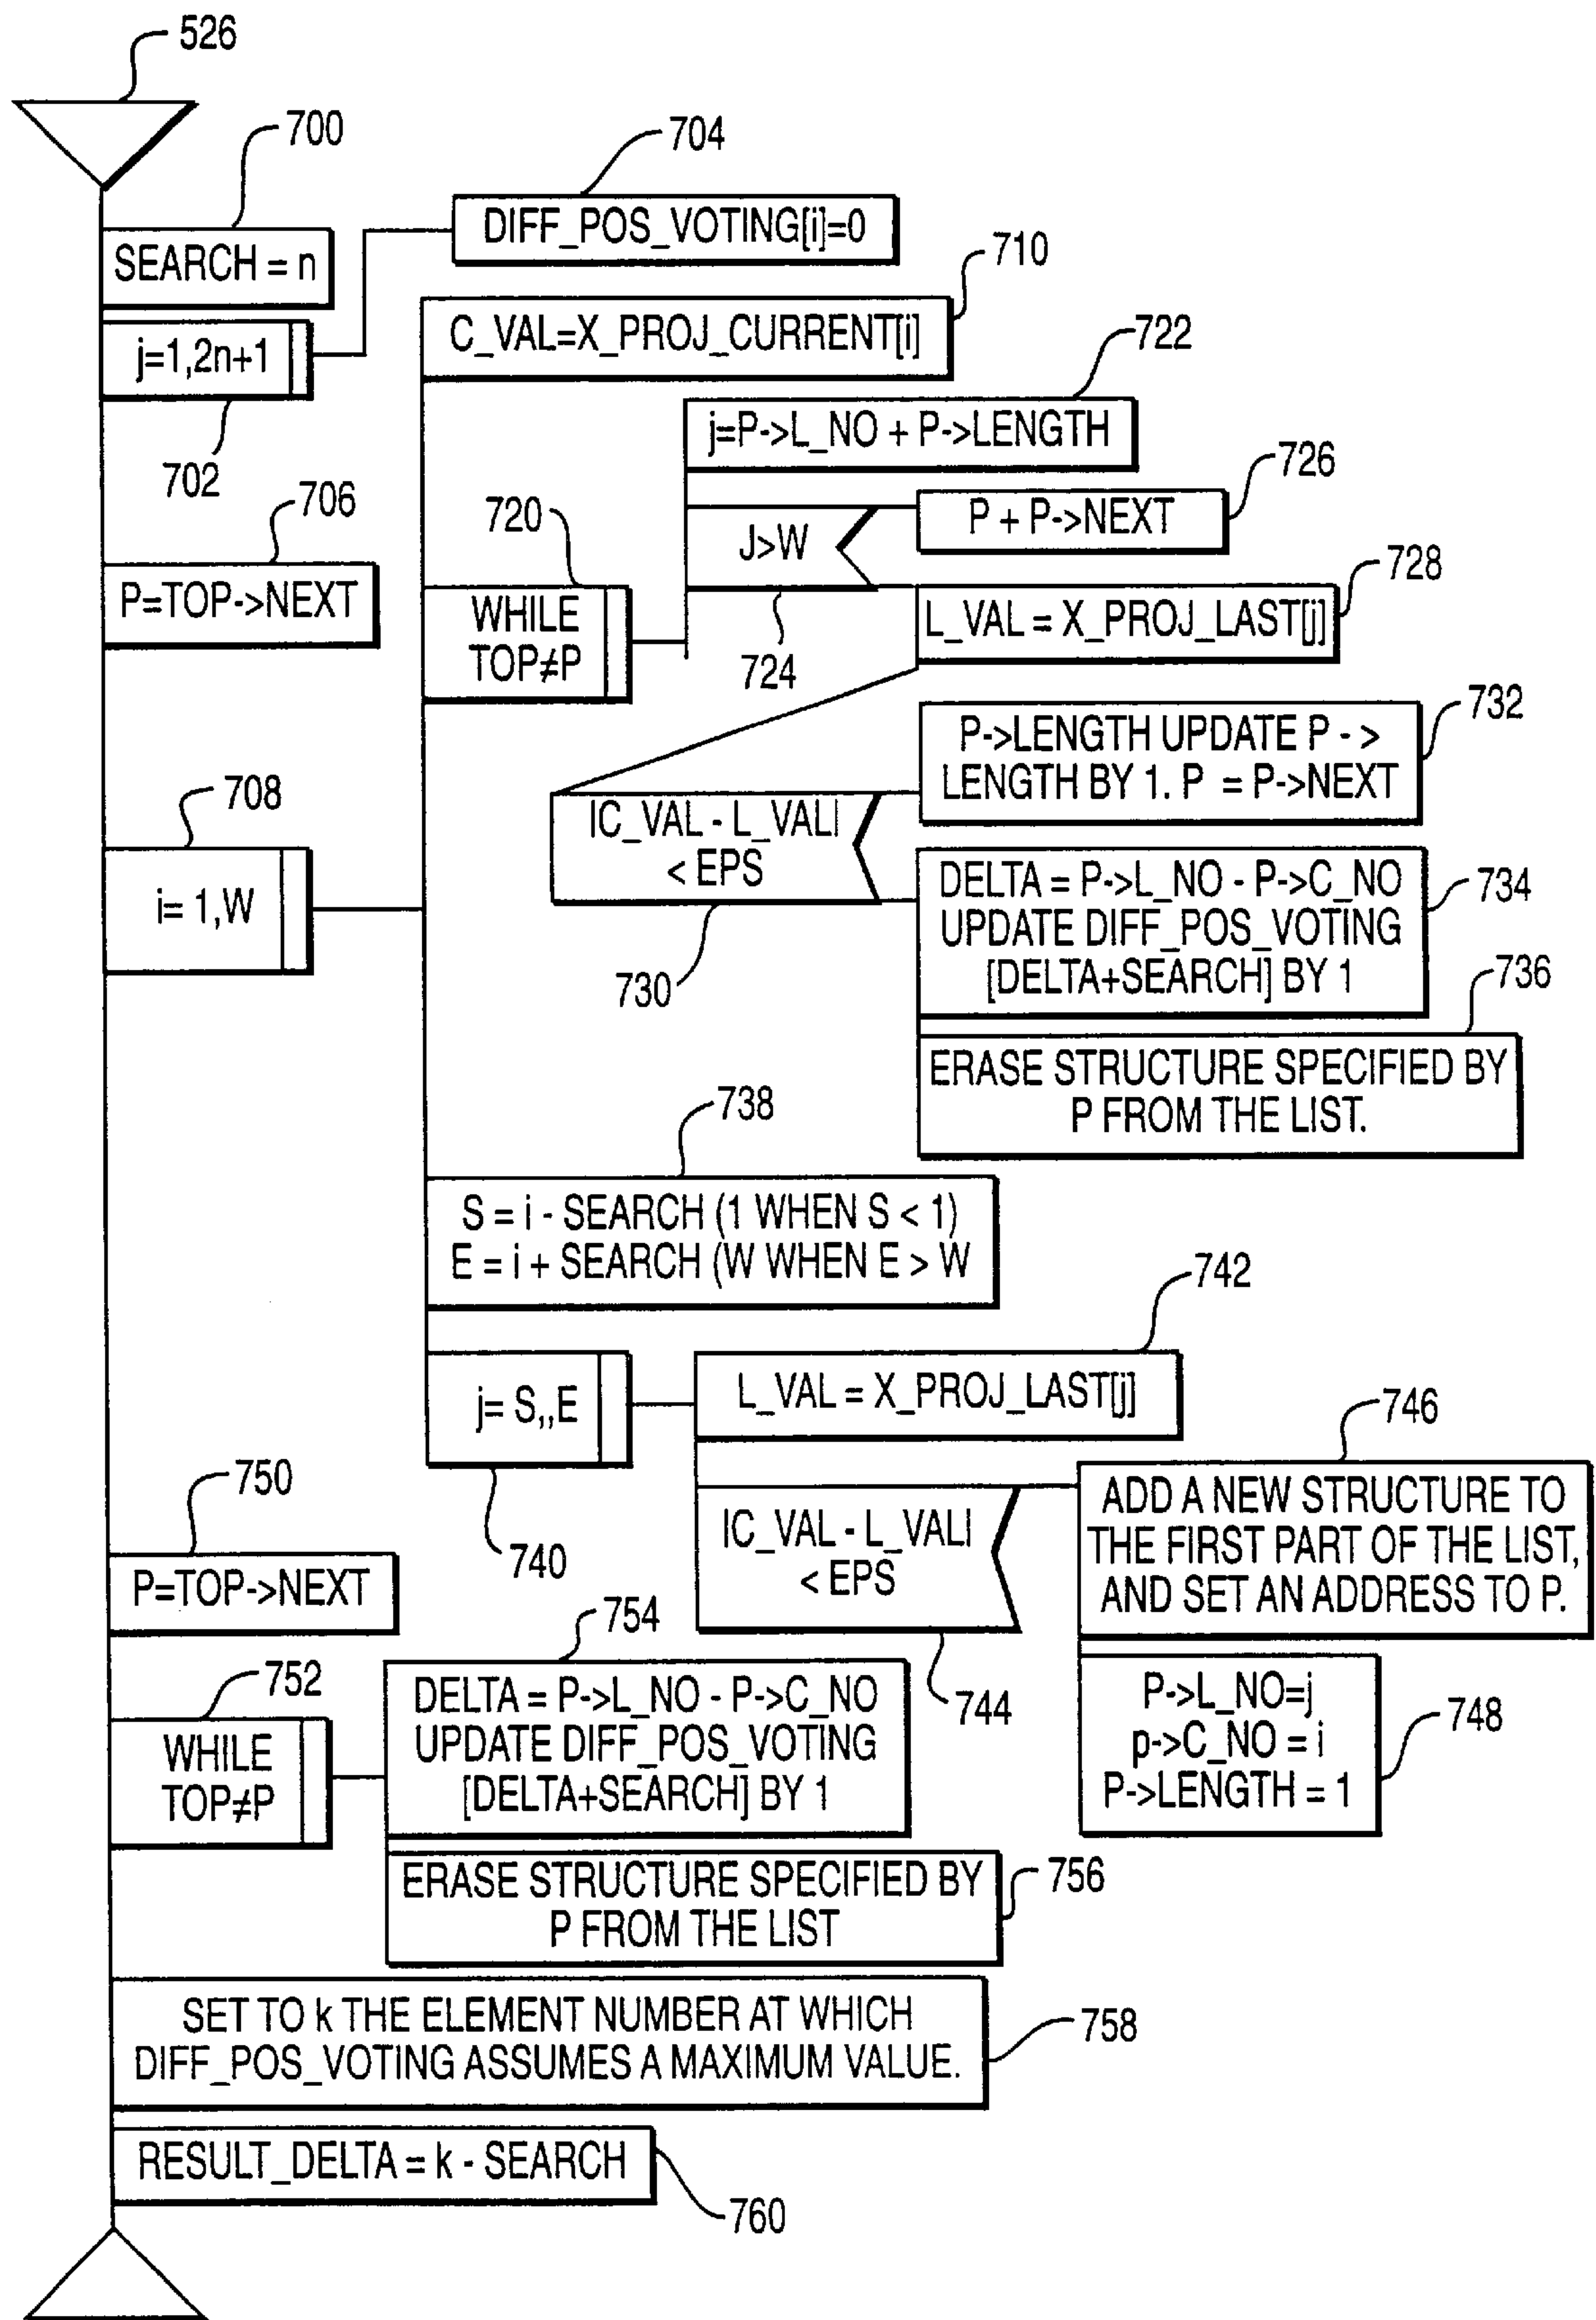 526
700
704
SEARCH = n
DIFF_POS_VOTING[i]=0
710
j=1,2n+1
C_VAL=X_PROJ_CURRENT[i]
722
702
j=P->L_NO + P->LENGTH
706
720
726
P + P->NEXT
J>W
P=TOP->NEXT
728
WHILE
TOP≠P
L_VAL = X_PROJ_LAST[j]
724
732
P->LENGTH UPDATE P - >
LENGTH BY 1. P = P->NEXT
708
IC_VAL - L_VALI
< EPS
i= 1,W
734
DELTA = P->L_NO - P->C_NO
UPDATE DIFF_POS_VOTING
[DELTA+SEARCH] BY 1
730
736
ERASE STRUCTURE SPECIFIED BY
P FROM THE LIST.
738
S = i - SEARCH (1 WHEN S < 1)
E = i + SEARCH (W WHEN E > W
742
j= S,,E
L_VAL = X_PROJ_LAST[j]
746
740
IC_VAL - L_VALI
< EPS
ADD A NEW STRUCTURE TO
THE FIRST PART OF THE LIST,
AND SET AN ADDRESS TO P.
750
P=TOP->NEXT
744
754
P->L_NO=j
p->C_NO = i
P->LENGTH = 1
748
752
WHILE
TOP≠P
DELTA = P->L_NO - P->C_NO
UPDATE DIFF_POS_VOTING
[DELTA+SEARCH] BY 1
ERASE STRUCTURE SPECIFIED BY
P FROM THE LIST
756
SET TO k THE ELEMENT NUMBER AT WHICH
DIFF_POS_VOTING ASSUMES A MAXIMUM VALUE.
758
RESULT_DELTA = k - SEARCH
760